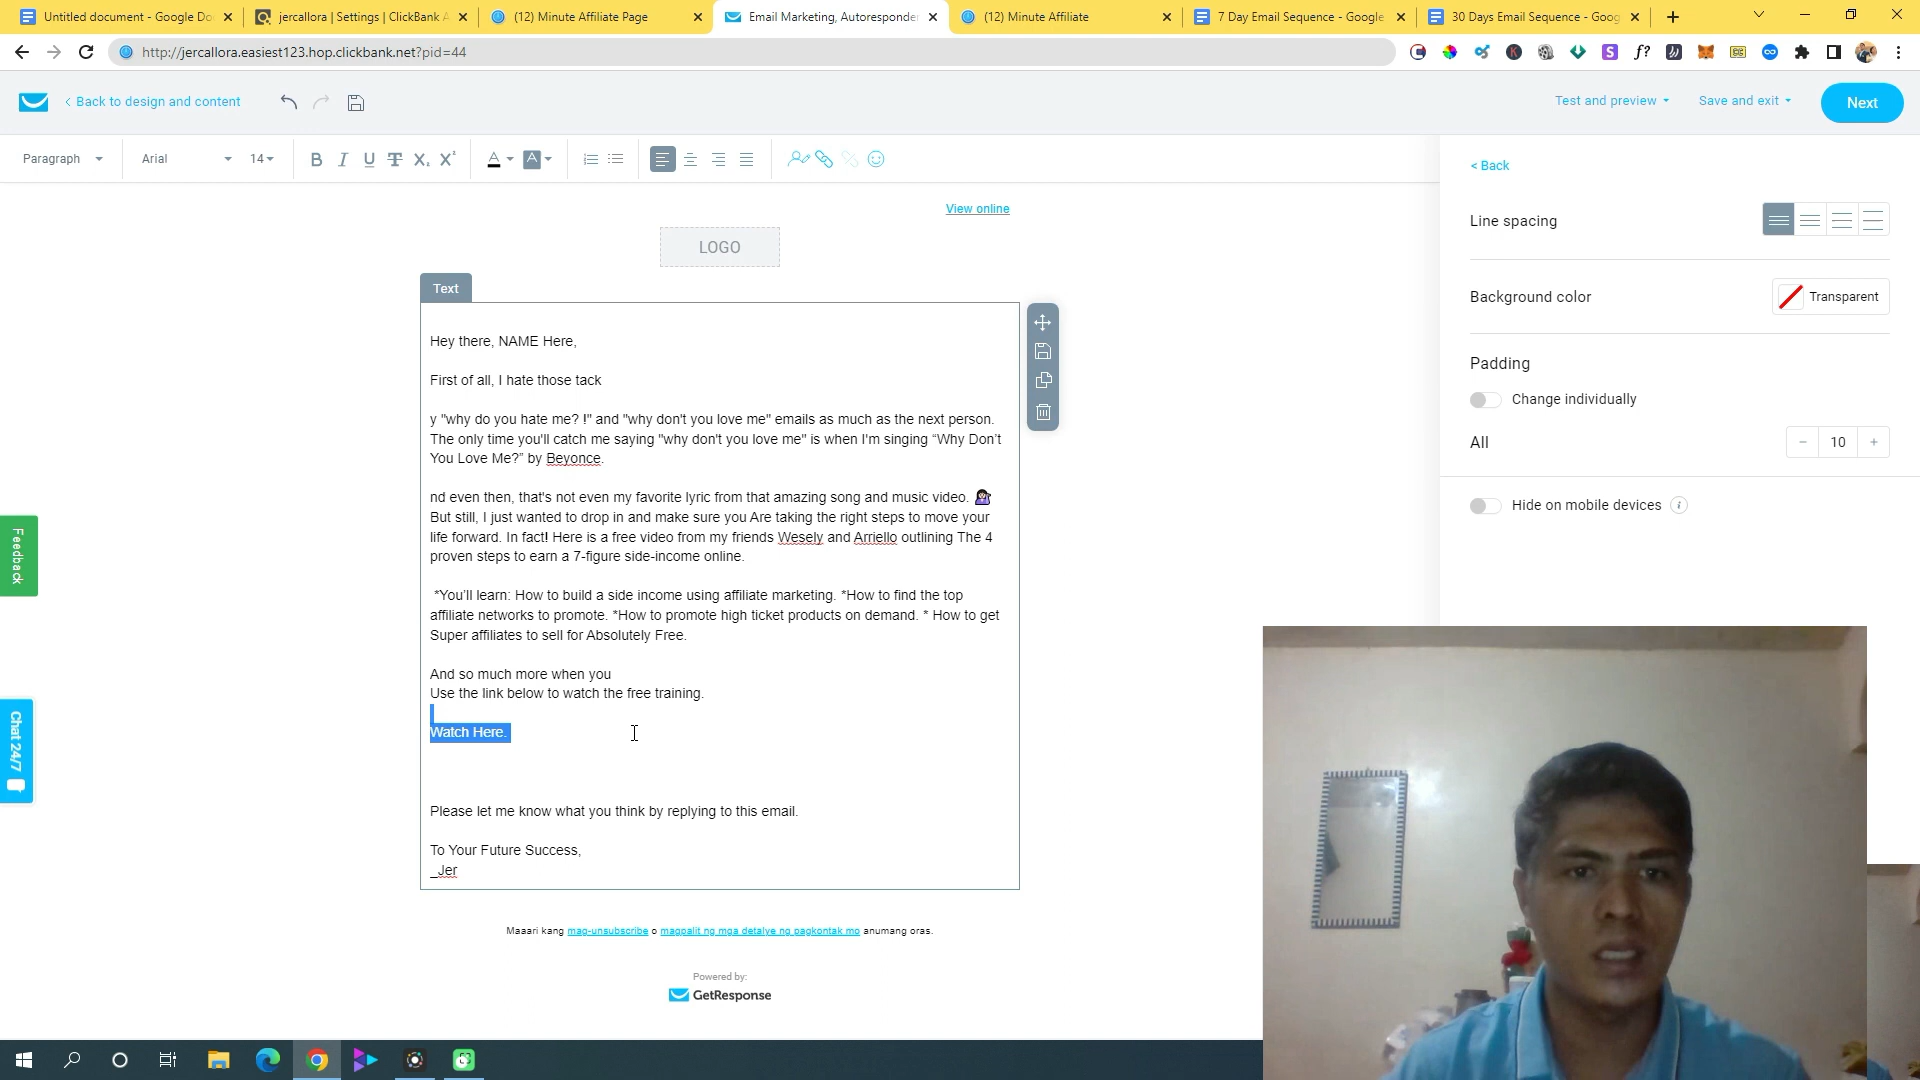 Untitled document - Google Do
jercallora | Settings | ClickBank A
(12) Minute Affiliate Page
Email Marketing, Autoresponde
(12) Minute Affiliate
7 Day Email Sequence - Google
30 Days Email Sequence - Goog
http://jercallora.easiest123.hop.clickbank.net?pid=44
< Back to design and content
Test and preview
Save and exit
Next
Paragraph
Arial
14
< Back
Line spacing
Background color
Transparent
Padding
Change individually
All
10
Hide on mobile devices
View online
LOGO
Text
Hey there, NAME Here,
First of all, I hate those tack
y "why do you hate me? !" and "why don't you love me" emails as much as the next person.
The only time you'll catch me saying "why don't you love me" is when I'm singing “Why Don’t
You Love Me?” by Beyonce.
nd even then, that's not even my favorite lyric from that amazing song and music video. 💁🏻‍♀️
But still, I just wanted to drop in and make sure you Are taking the right steps to move your
life forward. In fact! Here is a free video from my friends Wesely and Arriello outlining The 4
proven steps to earn a 7-figure side-income online.
*You’ll learn: How to build a side income using affiliate marketing. *How to find the top
affiliate networks to promote. *How to promote high ticket products on demand. * How to get
Super affiliates to sell for Absolutely Free.
And so much more when you
Use the link below to watch the free training.
Watch Here.
Please let me know what you think by replying to this email.
To Your Future Success,
_Jer
Maaari kang mag-unsubscribe o magpalit ng mga detalye ng pagkontak mo anumang oras.
Powered by:
GetResponse
Feedback
Chat 24/7